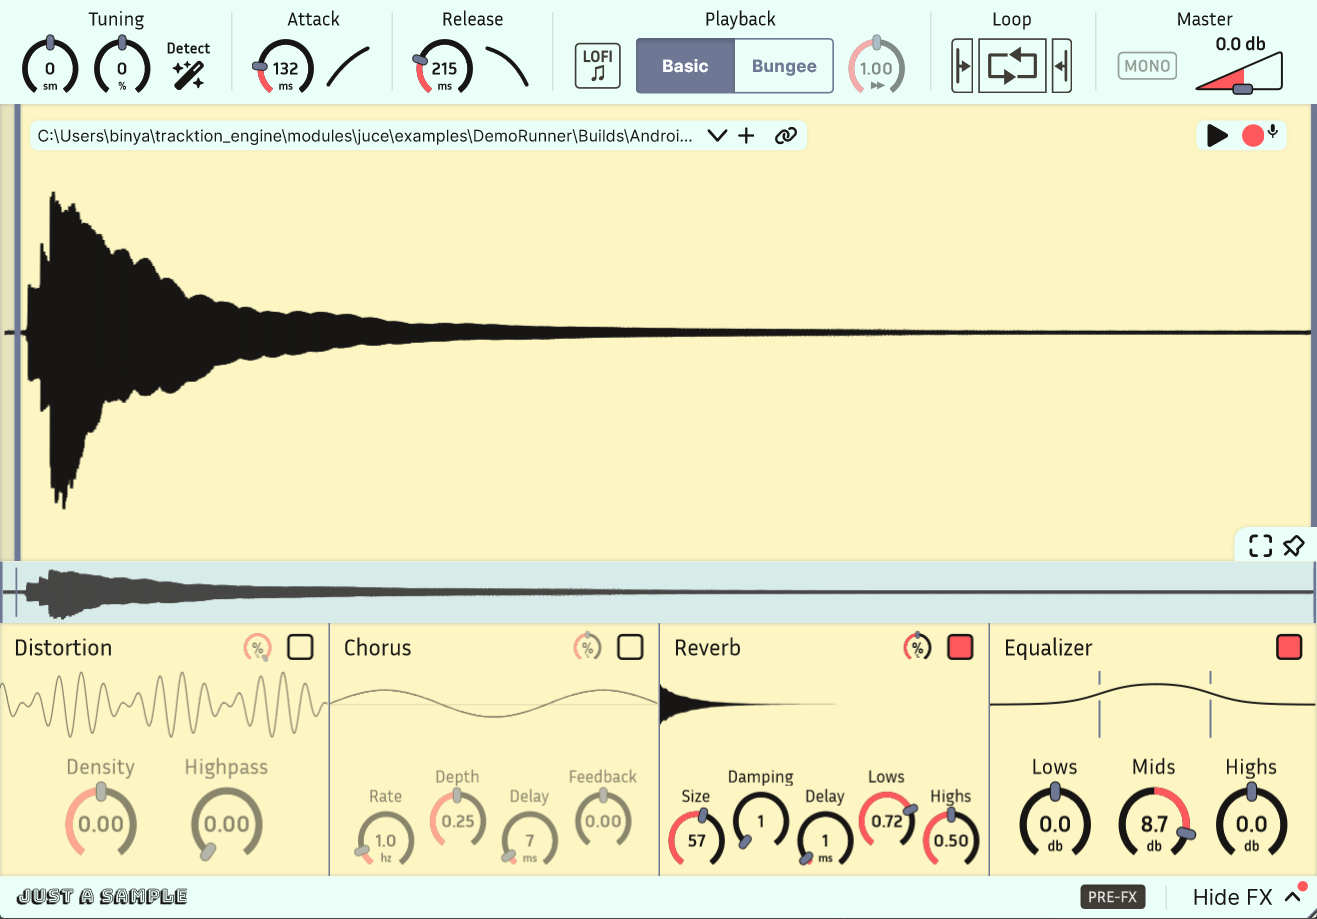 Tuning
Attack
Release
Playback
Loop
Master
0
sm
0
%
Detect
132
ms
215
ms
LOFI
Basic
Bungee
1.00
MONO
0.0 db
C:\Users\binya\tracktion_engine\modules\juce\examples\DemoRunner\Builds\Androi...
Distortion
%
Chorus
%
Reverb
%
Equalizer
Density
0.00
Highpass
0.00
Rate
1.0
hz
Depth
0.25
Delay
7
ms
Feedback
0.00
Size
57
Damping
1
Delay
1
ms
Lows
0.72
Highs
0.50
Lows
0.0
db
Mids
8.7
db
Highs
0.0
db
JUST A SAMPLE
PRE-FX
Hide FX